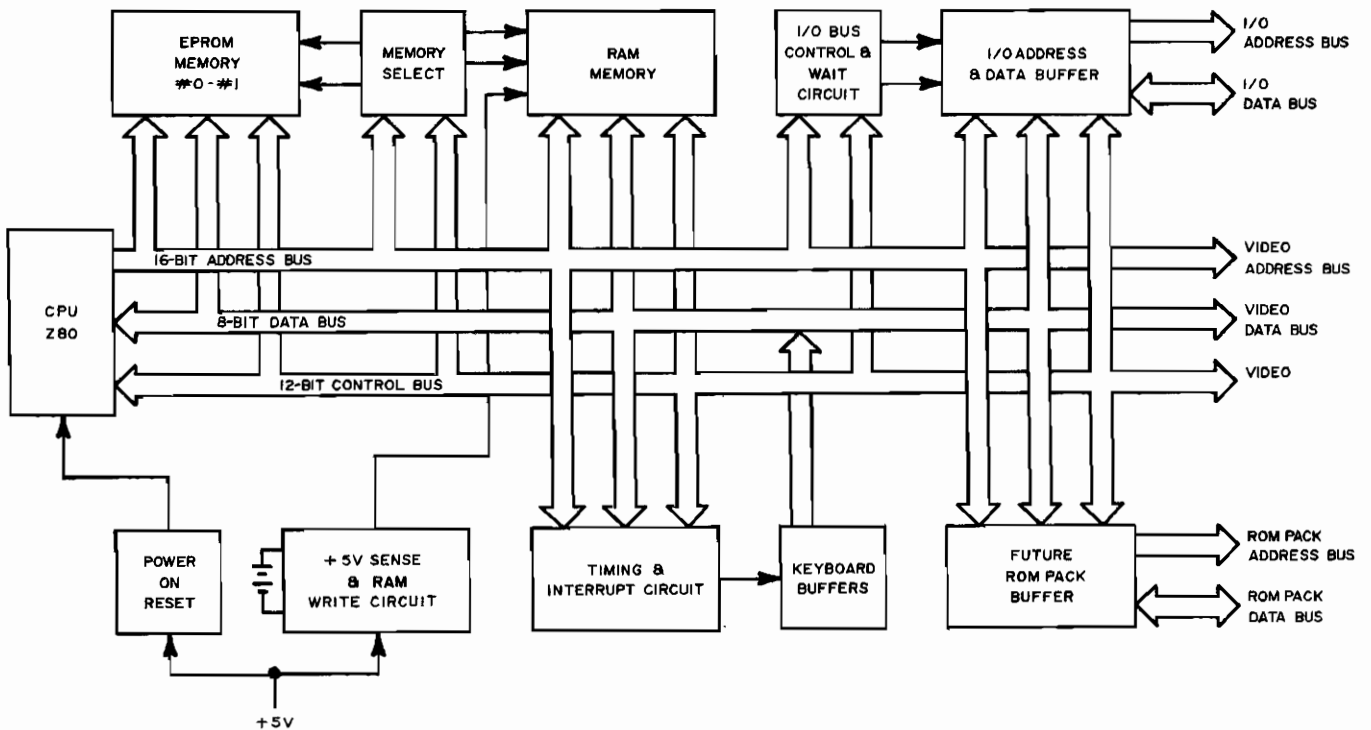 EPROM
MEMORY
#0-#1
MEMORY
SELECT
RAM
MEMORY
I/O BUS
CONTROL &
WAIT
CIRCUIT
I/O ADDRESS
& DATA BUFFER
I/O
ADDRESS BUS
I/O
DATA BUS
CPU
Z80
16-BIT ADDRESS BUS
VIDEO
ADDRESS BUS
8-BIT DATA BUS
VIDEO
DATA BUS
12-BIT CONTROL BUS
VIDEO
POWER
ON
RESET
+5V SENSE
& RAM
WRITE CIRCUIT
TIMING &
INTERRUPT CIRCUIT
KEYBOARD
BUFFERS
FUTURE
ROM PACK
BUFFER
ROM PACK
ADDRESS BUS
ROM PACK
DATA BUS
+5V